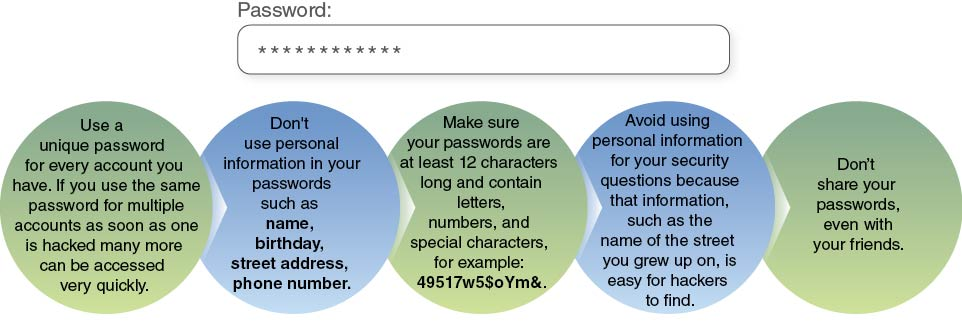 Password:
************
Use a
unique password
for every account you
have. If you use the same
password for multiple
accounts as soon as one
is hacked many more
can be accessed
very quickly.
Don't
use personal
information in your
passwords
such as
name,
birthday,
street address,
phone number.
Make sure
your passwords are
at least 12 characters
long and contain
letters,
numbers, and
special characters,
for example:
49517w5$oYm&.
Avoid using
personal information
for your security
questions because
that information,
such as the
name of the street
you grew up on, is
easy for hackers
to find.
Don't
share your
passwords,
even with
your friends.